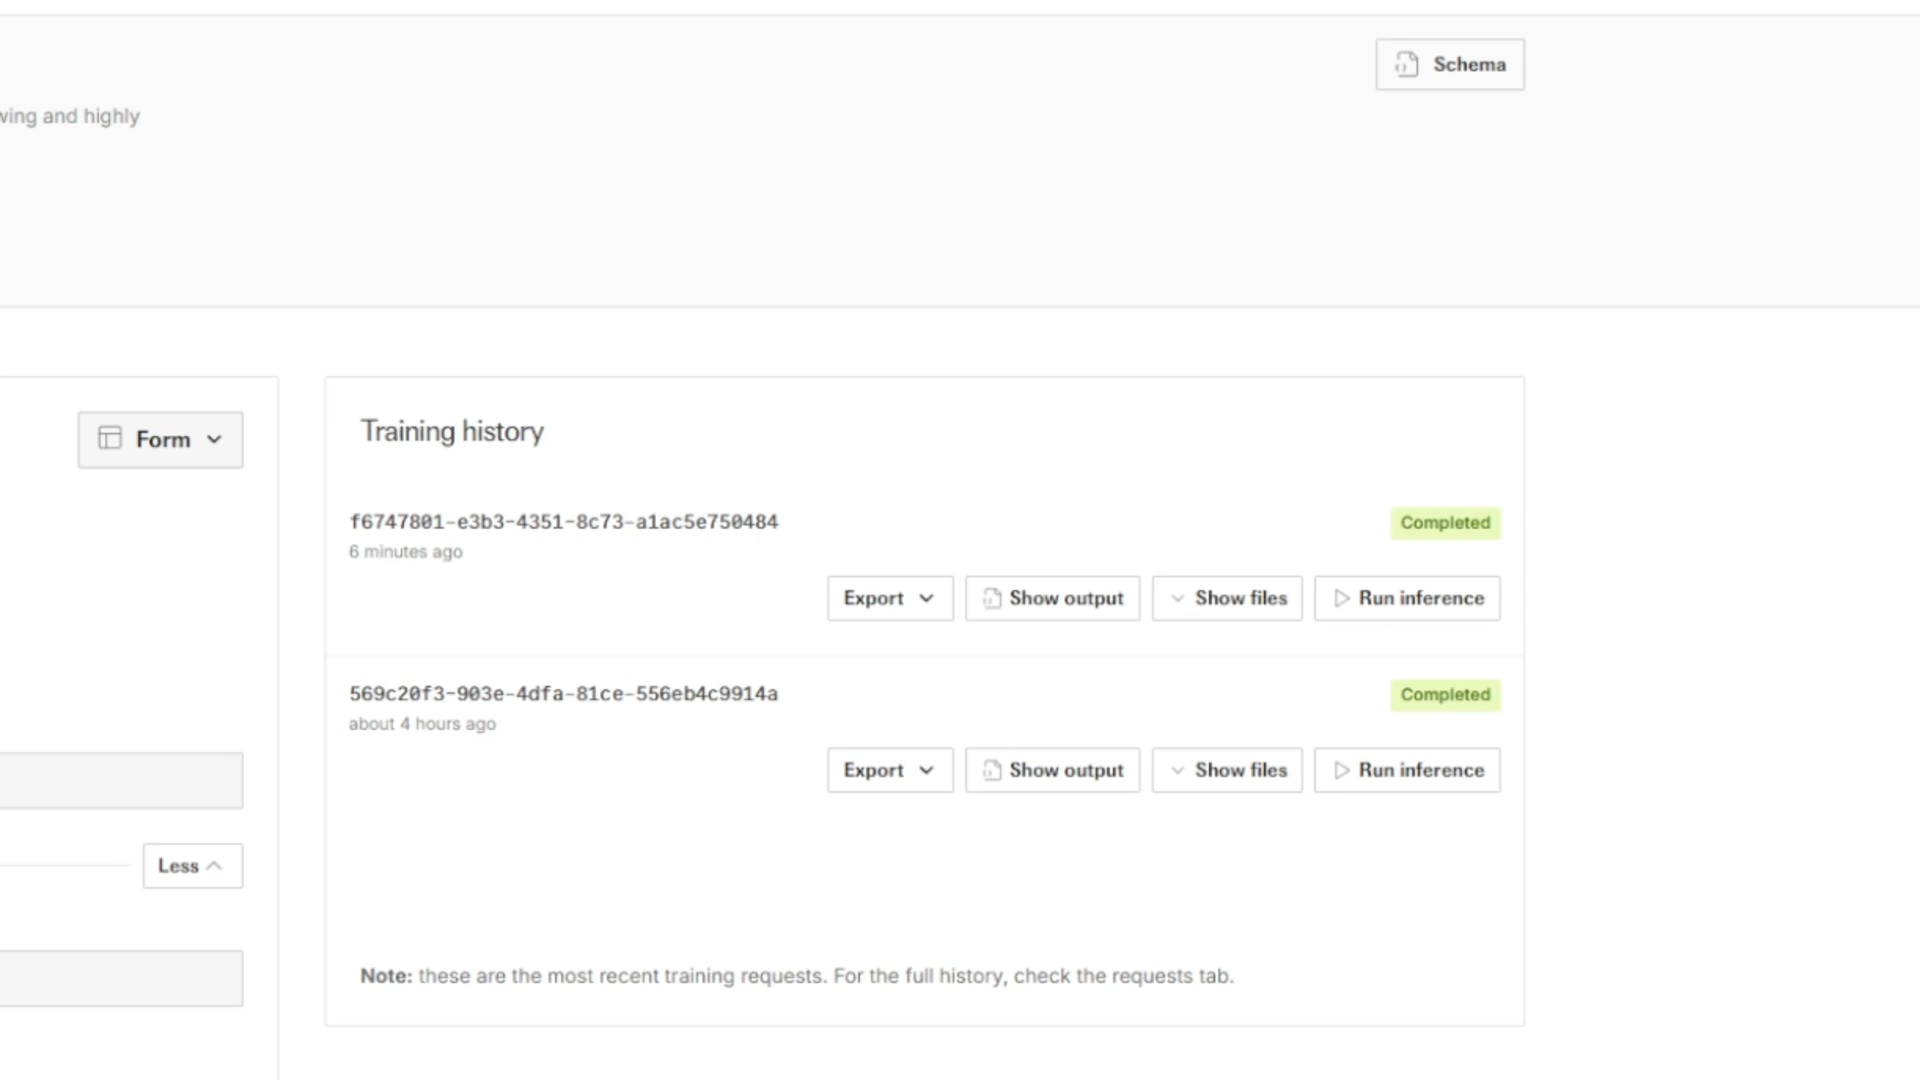 Schema
and highly
Form
Training history
f6747801-e3b3-4351-8c73-a1ac5e750484
Completed
6 minutes ago
Export
Show output
Show files
Run inference
569c20f3-903e-4dfa-81ce-556eb4c9914a
Completed
about 4 hours ago
Export
Show output
Show files
Run inference
Less
Note: these are the most recent training requests. For the full history, check the requests tab.